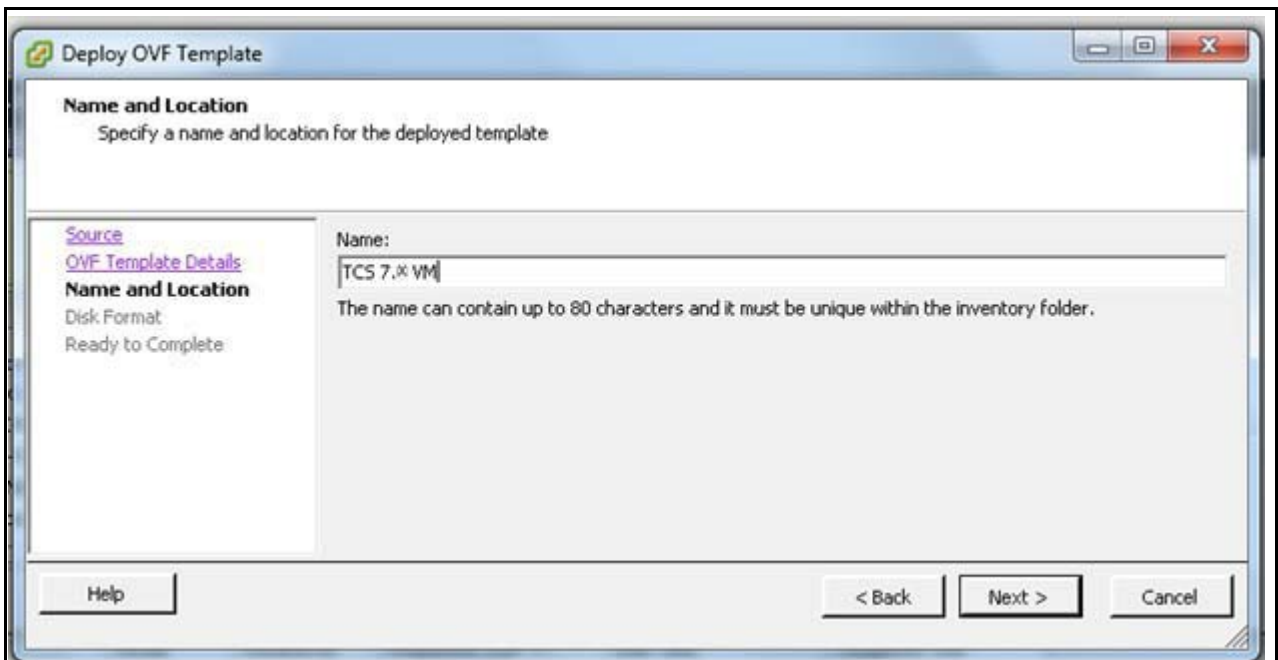 Deploy OVF Template
Name and Location
Specify a name and location for the deployed template
Source
OVF Template Details
Name and Location
Disk Format
Ready to Complete
Name:
TCS 7.x VM
The name can contain up to 80 characters and it must be unique within the inventory folder.
Help
< Back
Next >
Cancel